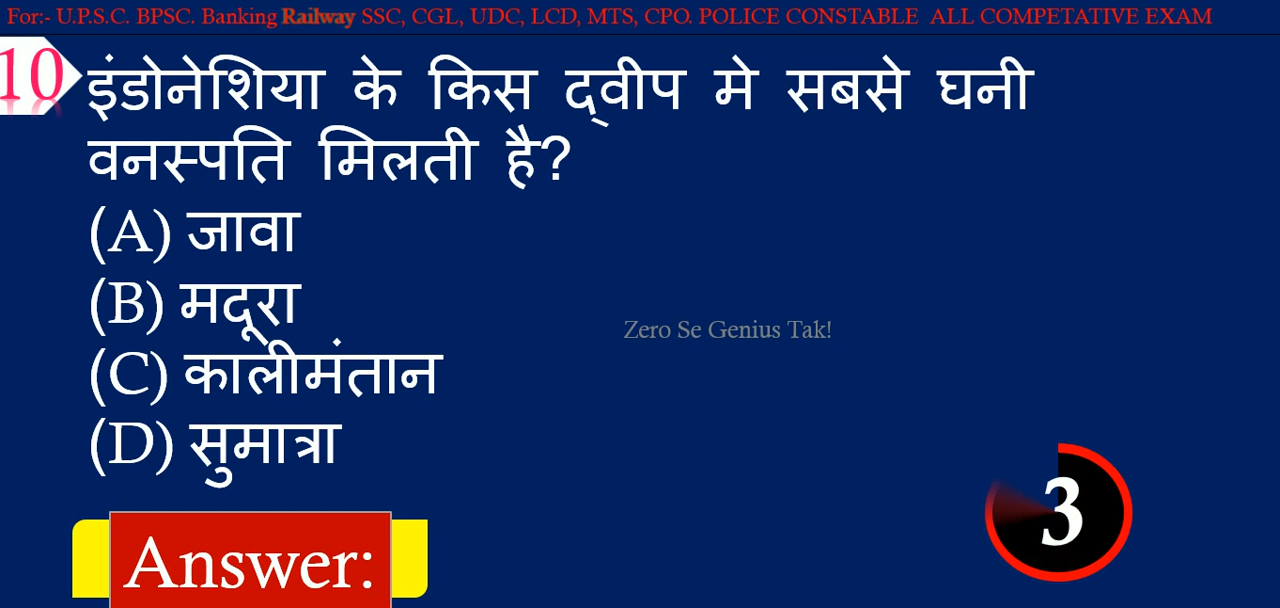 For:- U.P.S.C. BPSC. Banking Railway SSC, CGL, UDC, LCD, MTS, CPO. POLICE CONSTABLE ALL COMPETATIVE EXAM
10
इंडोनेशिया के किस द्‌वीप मे सबसे घनी
वनस्पति मिलती है?
(A) जावा
(B) मदूरा
Zero Se Genius Tak!
(C) कालीमंतान
(D) सुमात्रा
3
Answer: